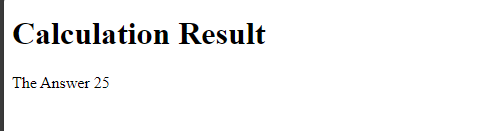 Calculation Result
The Answer 25